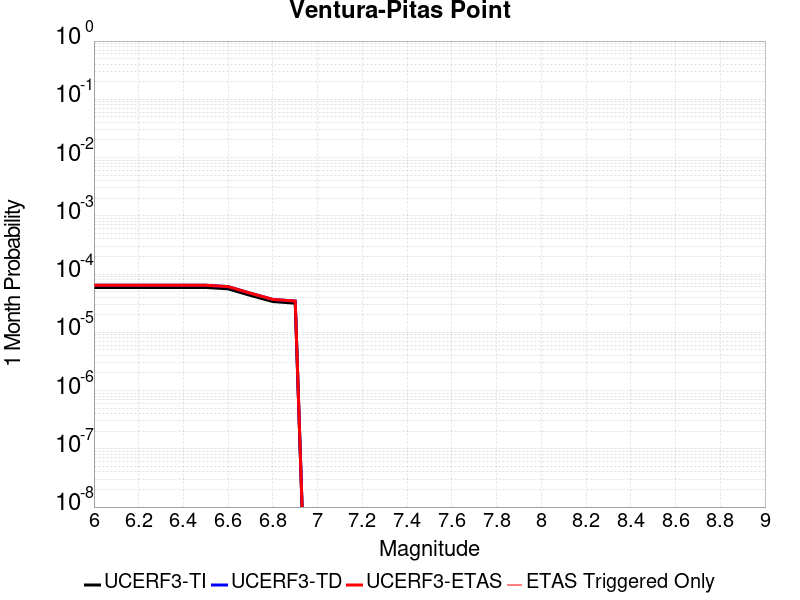 Ventura-Pitas Point
10^0
10^-1
10^-2
10^-3
10^-4
10^-5
10^-6
10^-7
10^-8
1 Month Probability
6 6.2 6.4 6.6 6.8 7 7.2 7.4 7.6 7.8 8 8.2 8.4 8.6 8.8 9
Magnitude
UCERF3-TI UCERF3-TD UCERF3-ETAS ETAS Triggered Only